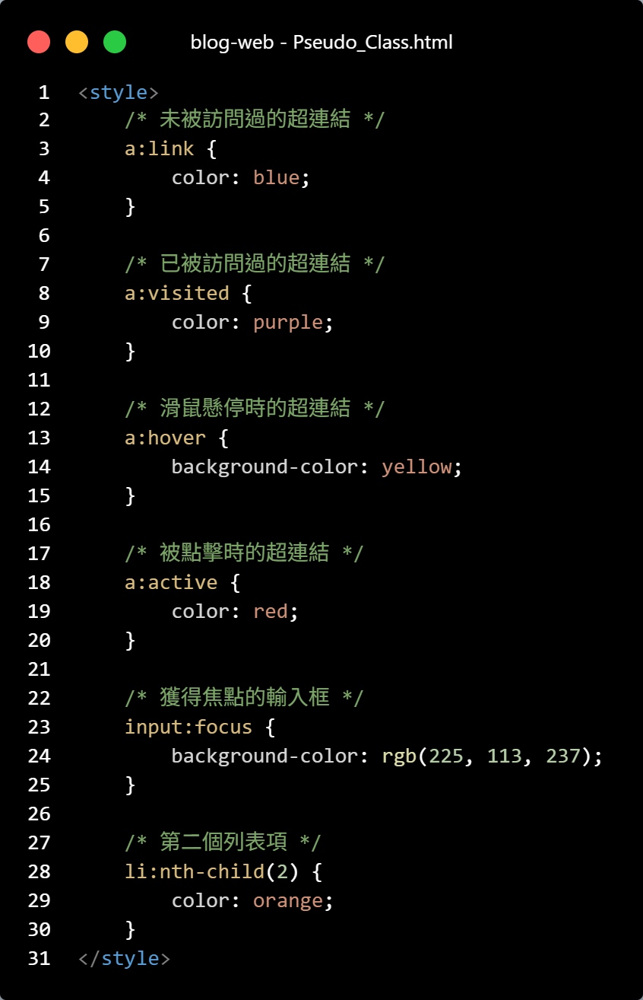 blog-web - Pseudo_Class.html
1 <style>
2     /* 未被訪問過的超連結 */
3     a:link {
4         color: blue;
5     }
6
7     /* 已被訪問過的超連結 */
8     a:visited {
9         color: purple;
10     }
11
12     /* 滑鼠懸停時的超連結 */
13     a:hover {
14         background-color: yellow;
15     }
16
17     /* 被點擊時的超連結 */
18     a:active {
19         color: red;
20     }
21
22     /* 獲得焦點的輸入框 */
23     input:focus {
24         background-color: rgb(225, 113, 237);
25     }
26
27     /* 第二個列表項 */
28     li:nth-child(2) {
29         color: orange;
30     }
31 </style>